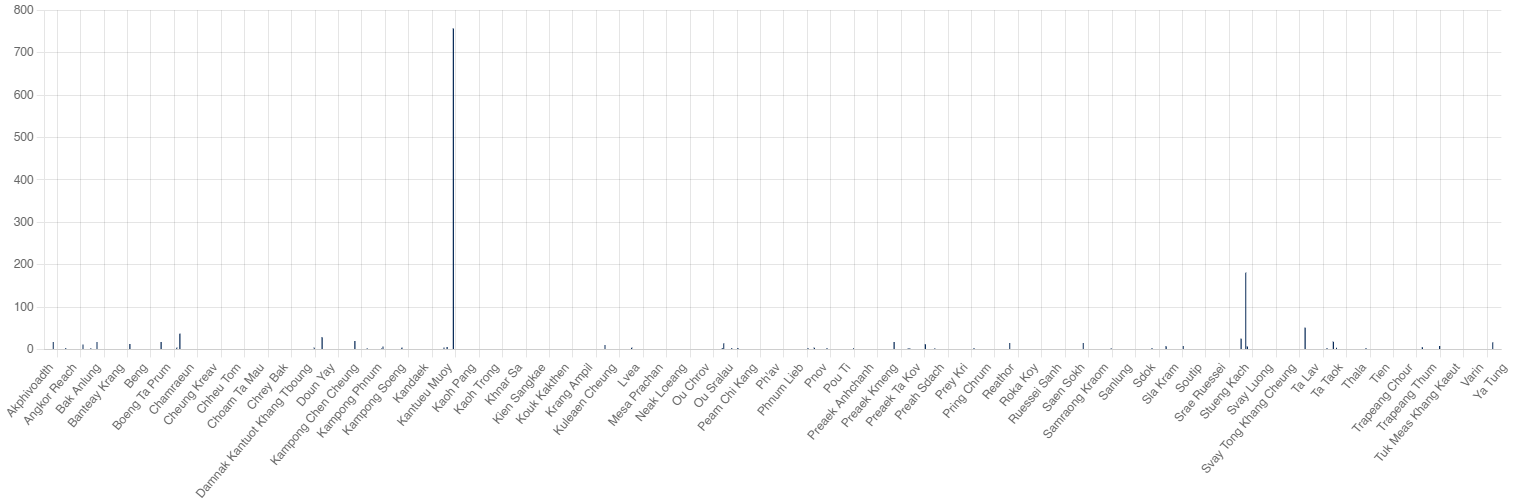 800
700
600
500
400
300
200
100
0
Akphivoadth
Angkor Reach
Bak Anlung
Banteay Krang
Beng
Boeng Ta Prum
Chamraeun
Cheung Kreav
Chheu Tom
Choam Ta Mau
Chrey Bak
Damnak Kantuot Khang Tboung
Doun Yay
Kampong Chen Cheung
Kampong Phnum
Kampong Soeng
Kandaek
Kantueu Muoy
Kaoh Pang
Kaoh Trong
Khnar Sa
Kien Sangkae
Kouk Kakthen
Krang Ampil
Kuleaen Cheung
Lvea
Mesa Prachan
Neak Loeang
Ou Chrov
Ou Sralau
Peam Chi Kang
Ph'av
Phnum Lieb
Pnov
Pou Ti
Preaek Anhchanh
Preaek Kmeng
Preaek Ta Kov
Preah Sdach
Prey Kri
Pring Chrum
Reathor
Roka Koy
Ruessei Sanh
Saen Sokh
Samraong Kraom
Sanlung
Sdok
Sla Kram
Soutip
Srae Ruessei
Stueng Kach
Svay Luong
Svay Tong Khang Cheung
Ta Lav
Ta Taok
Thala
Tien
Trapeang Chour
Trapeang Thum
Tuk Meas Khang Kaeut
Varin
Ya Tung